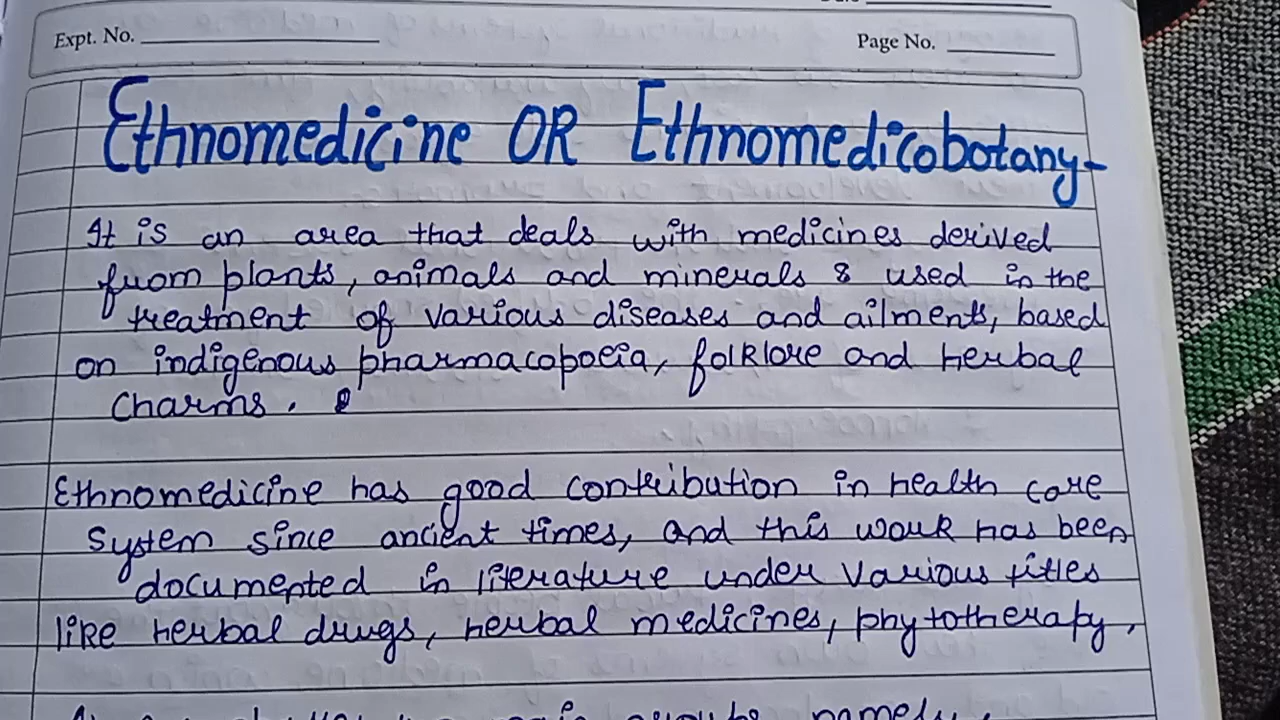 Expt. No.
Page No.
Ethnomedicine OR Ethnomedicobotany-
It is an area that deals with medicines derived
from plants, animals and minerals & used in the
treatment of various diseases and ailments, based
on indigenous pharmacopoeia, folklore and herbal
charms.
Ethnomedicine has good contribution in health care
system since ancient times, and this work has been
documented in literature under various titles
like herbal drugs, herbal medicines, phytotherapy,
namely